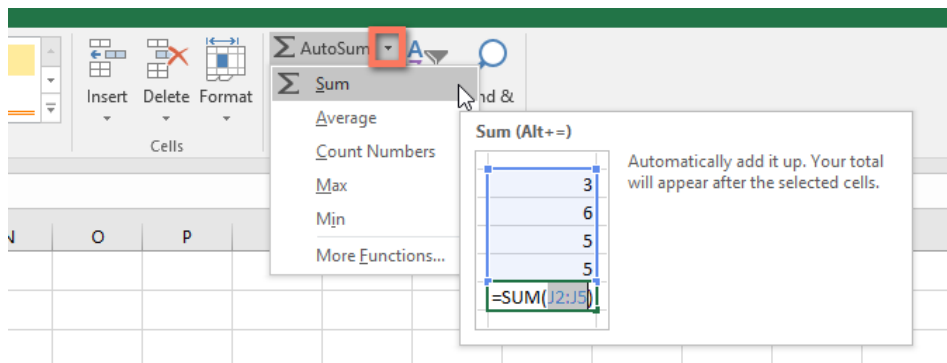 AutoSum
Insert Delete Format
Cells
Sum
Average
Count Numbers
Max
Min
More Functions...
Sum (Alt+=)
3
6
5
5
=SUM(J2:J5)
Automatically add it up. Your total
will appear after the selected cells.
O P